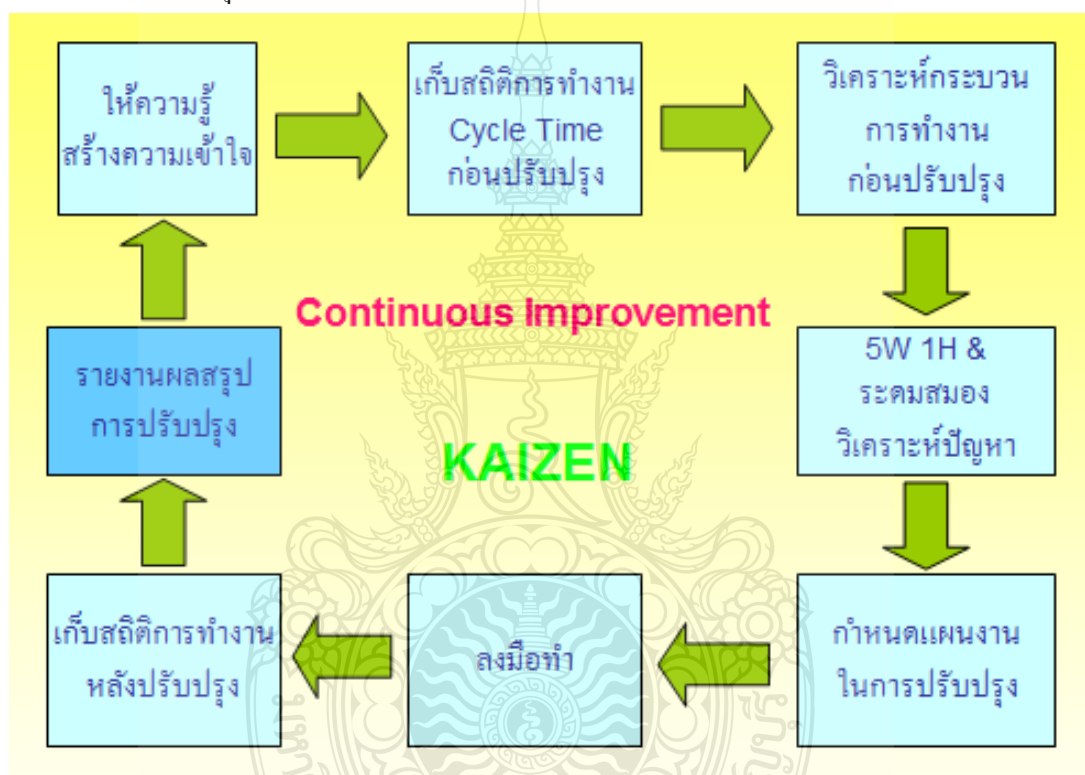 ให้ความรู้
สร้างความเข้าใจ
เก็บสถิติการทำงาน
Cycle Time
ก่อนปรับปรุง
วิเคราะห์กระบวน
การทำงาน
ก่อนปรับปรุง
Continuous Improvement
KAIZEN
5W 1H &
ระดมสมอง
วิเคราะห์ปัญหา
กำหนดแผนงาน
ในการปรับปรุง
ลงมือทำ
เก็บสถิติการทำงาน
หลังปรับปรุง
รายงานผลสรุป
การปรับปรุง